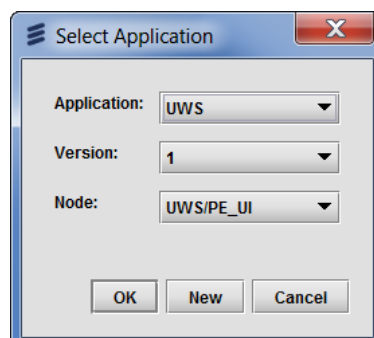 Select Application
X
Application: UWS
Version: 1
Node: UWS/PE_UI
OK New Cancel